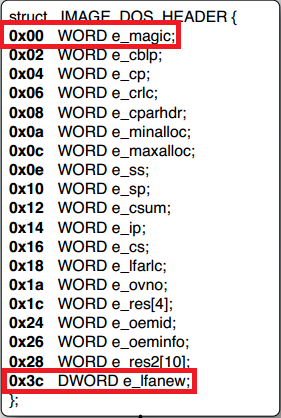 struct _IMAGE_DOS_HEADER {
0x00 WORD e_magic;
0x02 WORD e_cblp;
0x04 WORD e_cp;
0x06 WORD e_crlc;
0x08 WORD e_cparhdr;
0x0a WORD e_minalloc;
0x0c WORD e_maxalloc;
0x0e WORD e_ss;
0x10 WORD e_sp;
0x12 WORD e_csum;
0x14 WORD e_ip;
0x16 WORD e_cs;
0x18 WORD e_lfarlc;
0x1a WORD e_ovno;
0x1c WORD e_res[4];
0x24 WORD e_oemid;
0x26 WORD e_oeminfo;
0x28 WORD e_res2[10];
0x3c DWORD e_lfanew;
};